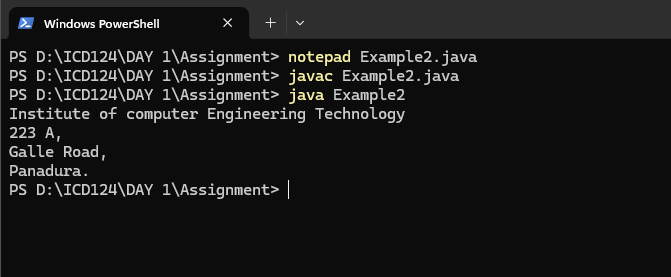 Windows PowerShell
PS D:\ICD124\DAY 1\Assignment> notepad Example2.java
PS D:\ICD124\DAY 1\Assignment> javac Example2.java
PS D:\ICD124\DAY 1\Assignment> java Example2
Institute of computer Engineering Technology
223 A,
Galle Road,
Panadura.
PS D:\ICD124\DAY 1\Assignment>